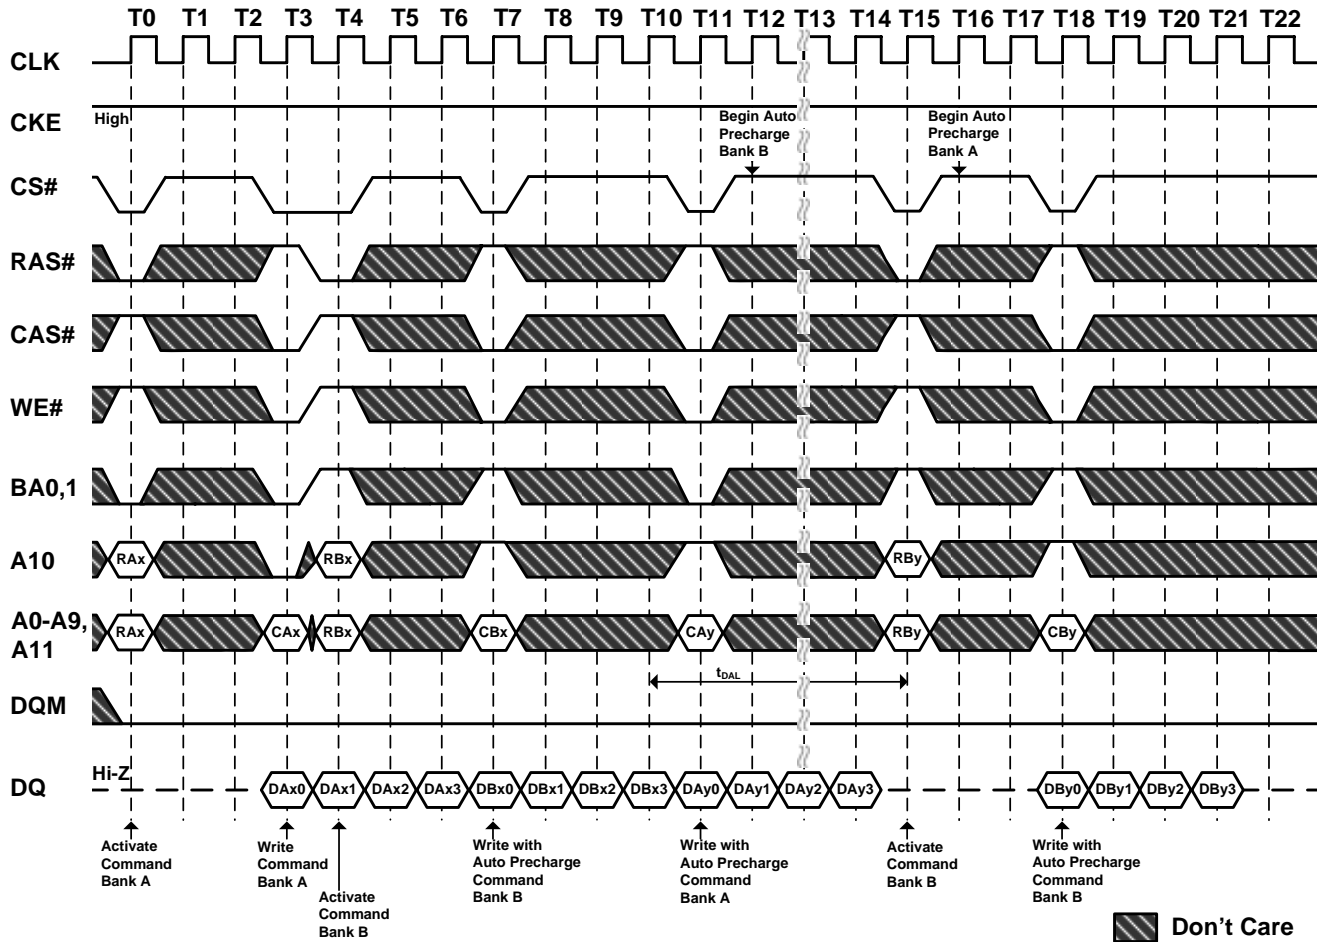 T0 T1 T2 T3 T4 T5 T6 T7 T8 T9 T10 T11 T12 T13 T14 T15 T16 T17 T18 T19 T20 T21 T22
CLK
CKE
High
Begin Auto
Precharge
Bank B
Begin Auto
Precharge
Bank A
CS#
RAS#
CAS#
WE#
BA0,1
A10
RAx RBx RBy
A0-A9,
A11
RAx CAx RBx CBx CAy RBy CBy
tDAL
DQM
Hi-Z
DQ
DAx0 DAx1 DAx2 DAx3 DBx0 DBx1 DBx2 DBx3 DAy0 DAy1 DAy2 DAy3 DBy0 DBy1 DBy2 DBy3
Activate
Command
Bank A
Write
Command
Bank A
Activate
Command
Bank B
Write with
Auto Precharge
Command
Bank B
Write with
Auto Precharge
Command
Bank A
Activate
Command
Bank B
Write with
Auto Precharge
Command
Bank B
Don't Care